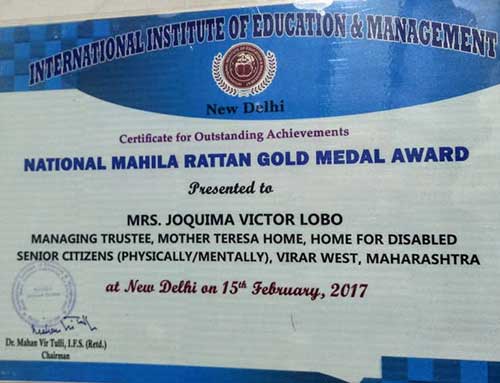 INTERNATIONAL INSTITUTE OF EDUCATION & MANAGEMENT
New Delhi
Certificate for Outstanding Achievements
NATIONAL MAHILA RATTAN GOLD MEDAL AWARD
Presented to
MRS. JOQUIMA VICTOR LOBO
MANAGING TRUSTEE, MOTHER TERESA HOME, HOME FOR DISABLED
SENIOR CITIZENS (PHYSICALLY/MENTALLY), VIRAR WEST, MAHARASHTRA
at New Delhi on 15th February, 2017
Dr. Mahan Vir Tulli, I.F.S. (Retd.)
Chairman